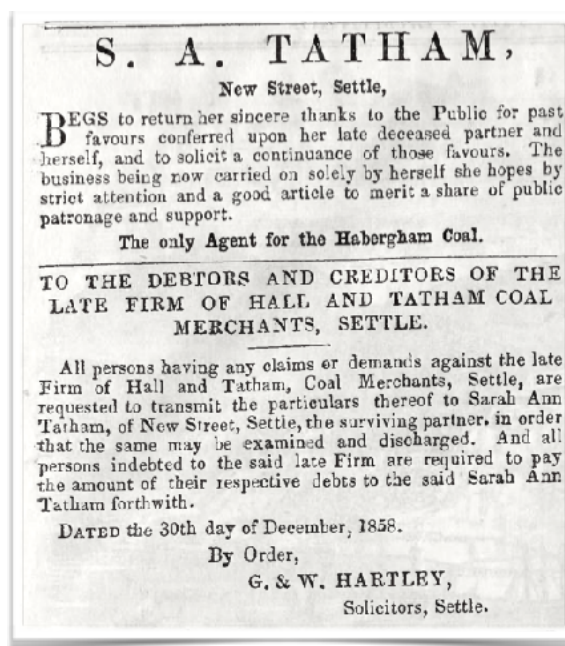 S. A. TATHAM,
New Street, Settle,
BEGS to return her sincere thanks to the Public for past
favours conferred upon her late deceased partner and
herself, and to solicit a continuance of those favours. The
business being now carried on solely by herself she hopes by
strict attention and a good article to merit a share of public
patronage and support.
The only Agent for the Habergham Coal.
TO THE DEBTORS AND CREDITORS OF THE
LATE FIRM OF HALL AND TATHAM COAL
MERCHANTS, SETTLE.
All persons having any claims or demands against the late
Firm of Hall and Tatham, Coal Merchants, Settle, are
requested to transmit the particulars thereof to Sarah Ann
Tatham, of New Street, Settle, the surviving partner, in order
that the same may be examined and discharged. And all
persons indebted to the said late Firm are required to pay
the amount of their respective debts to the said Sarah Ann
Tatham forthwith.
DATED the 30th day of December, 1858.
By Order,
G. & W. HARTLEY,
Solicitors, Settle.